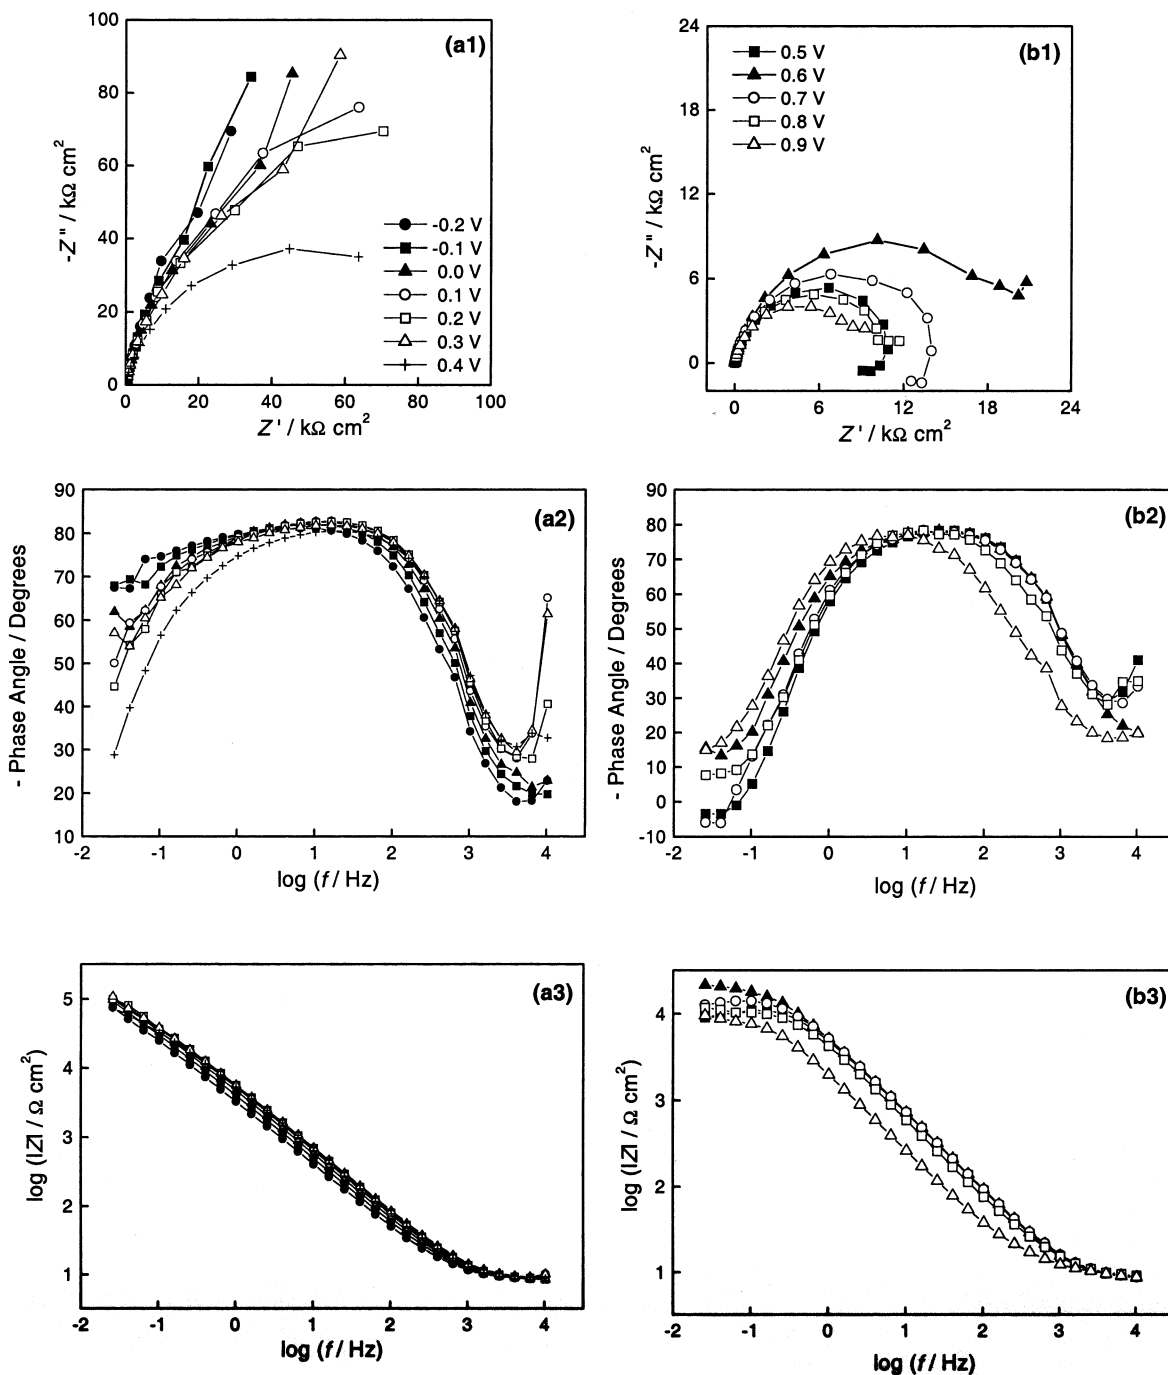 100
80
60
40
20
0
-Z" / kΩ cm²
(a1)
-0.2 V
-0.1 V
0.0 V
0.1 V
0.2 V
0.3 V
0.4 V
0 20 40 60 80 100
Z' / kΩ cm²
24
18
12
6
0
-Z" / kΩ cm²
(b1)
0.5 V
0.6 V
0.7 V
0.8 V
0.9 V
0 6 12 18 24
Z' / kΩ cm²
90
80
70
60
50
40
30
20
10
- Phase Angle / Degrees
(a2)
-2 -1 0 1 2 3 4
log (f / Hz)
90
80
70
60
50
40
30
20
10
0
-10
- Phase Angle / Degrees
(b2)
-2 -1 0 1 2 3 4
log (f / Hz)
5
4
3
2
1
log (IZI / Ω cm²)
(a3)
-2 -1 0 1 2 3 4
log (f / Hz)
4
3
2
1
log (IZI / Ω cm²)
(b3)
-2 -1 0 1 2 3 4
log (f / Hz)